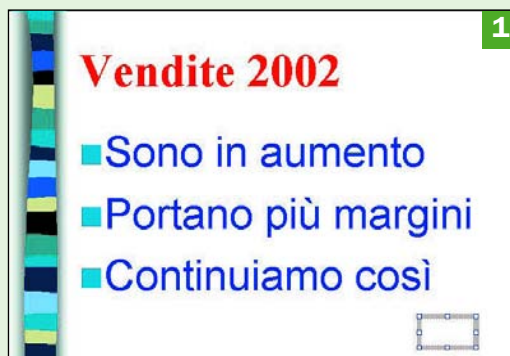 1
Vendite 2002
Sono in aumento
Portano più margini
Continuiamo così